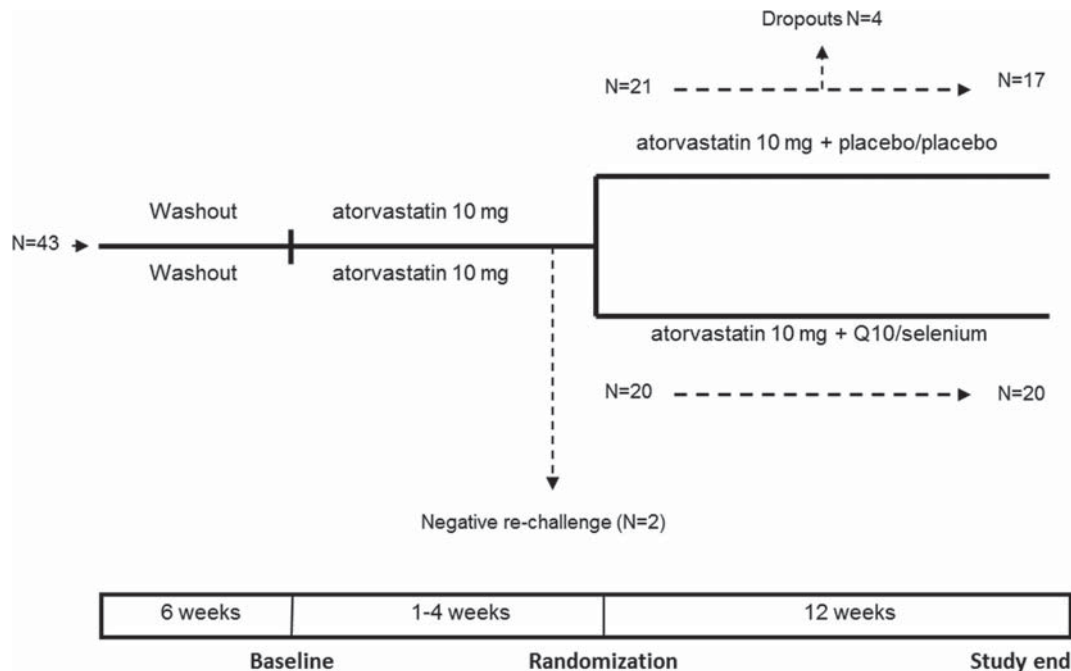 Dropouts N=4
N=21
N=17
atorvastatin 10 mg + placebo/placebo
Washout
atorvastatin 10 mg
N=43
Washout
atorvastatin 10 mg
atorvastatin 10 mg + Q10/selenium
N=20
N=20
Negative re-challenge (N=2)
6 weeks
1-4 weeks
12 weeks
Baseline
Randomization
Study end